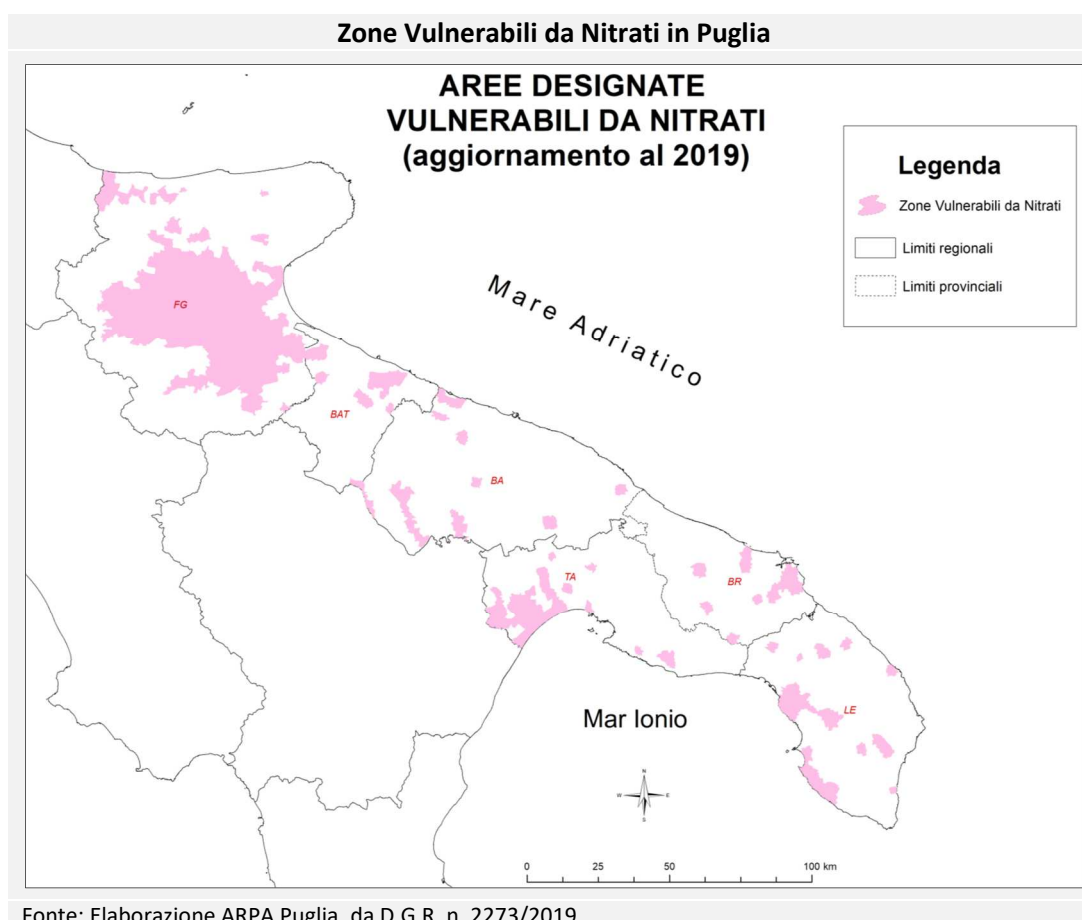 Zone Vulnerabili da Nitrati in Puglia
AREE DESIGNATE
VULNERABILI DA NITRATI
(aggiornamento al 2019)
Legenda
Zone Vulnerabili da Nitrati
Limiti regionali
Limiti provinciali
Mare Adriatico
FG
BAT
BA
TA
BR
LE
Mar Ionio
N
W E
S
0 25 50 100 km
Fonte: Elaborazione ARPA Puglia, da D.G.R. n. 2273/2019